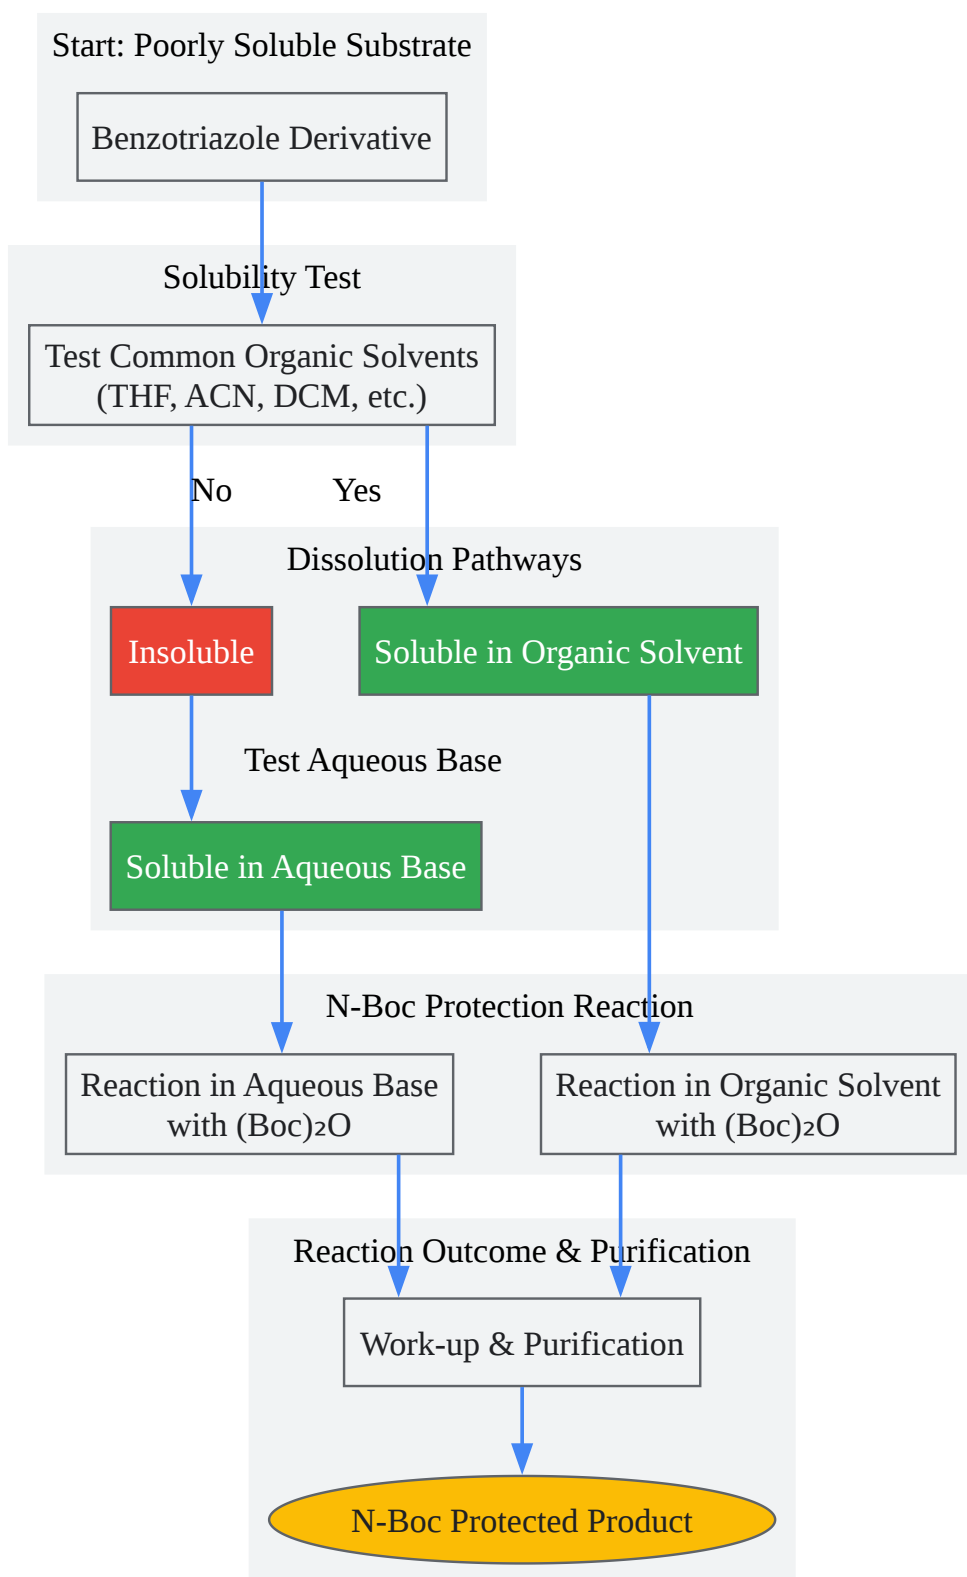 Start: Poorly Soluble Substrate
Benzotriazole Derivative
Solubility Test
Test Common Organic Solvents
(THF, ACN, DCM, etc.)
No
Yes
Dissolution Pathways
Insoluble
Soluble in Organic Solvent
Test Aqueous Base
Soluble in Aqueous Base
N-Boc Protection Reaction
Reaction in Aqueous Base
with (Boc)₂O
Reaction in Organic Solvent
with (Boc)₂O
Reaction Outcome & Purification
Work-up & Purification
N-Boc Protected Product